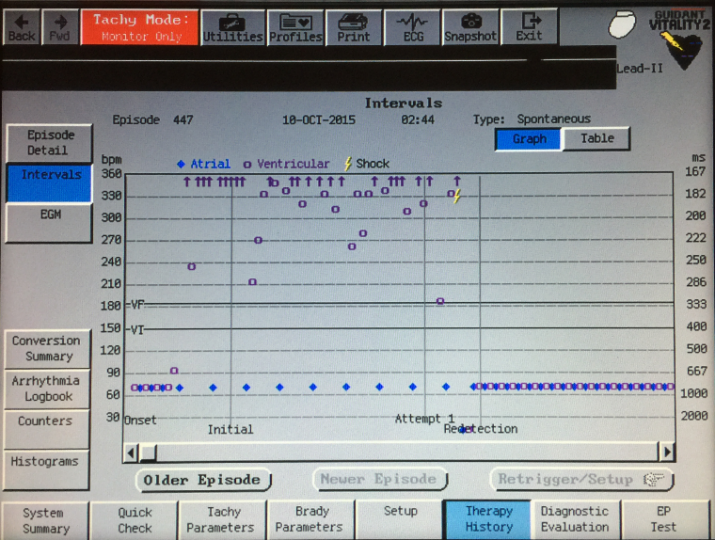 Back
Fwd
Tachy Mode:
Monitor Only
Utilities
Profiles
Print
ECG
Snapshot
Exit
GUIDANT
VITALITY 2
Lead-II
Intervals
Episode 447
10-OCT-2015
02:44
Type: Spontaneous
Graph
Table
Episode
Detail
Intervals
EGM
Conversion
Summary
Arrhythmia
Logbook
Counters
Histograms
bpm
Atrial
Ventricular
Shock
ms
360
167
330
182
300
200
270
222
240
250
210
286
180
VF
333
150
VT
400
120
500
90
667
60
1000
30
2000
Onset
Initial
Attempt 1
Redetection
Older Episode
Newer Episode
Retrigger/Setup
System
Summary
Quick
Check
Tachy
Parameters
Brady
Parameters
Setup
Therapy
History
Diagnostic
Evaluation
EP
Test